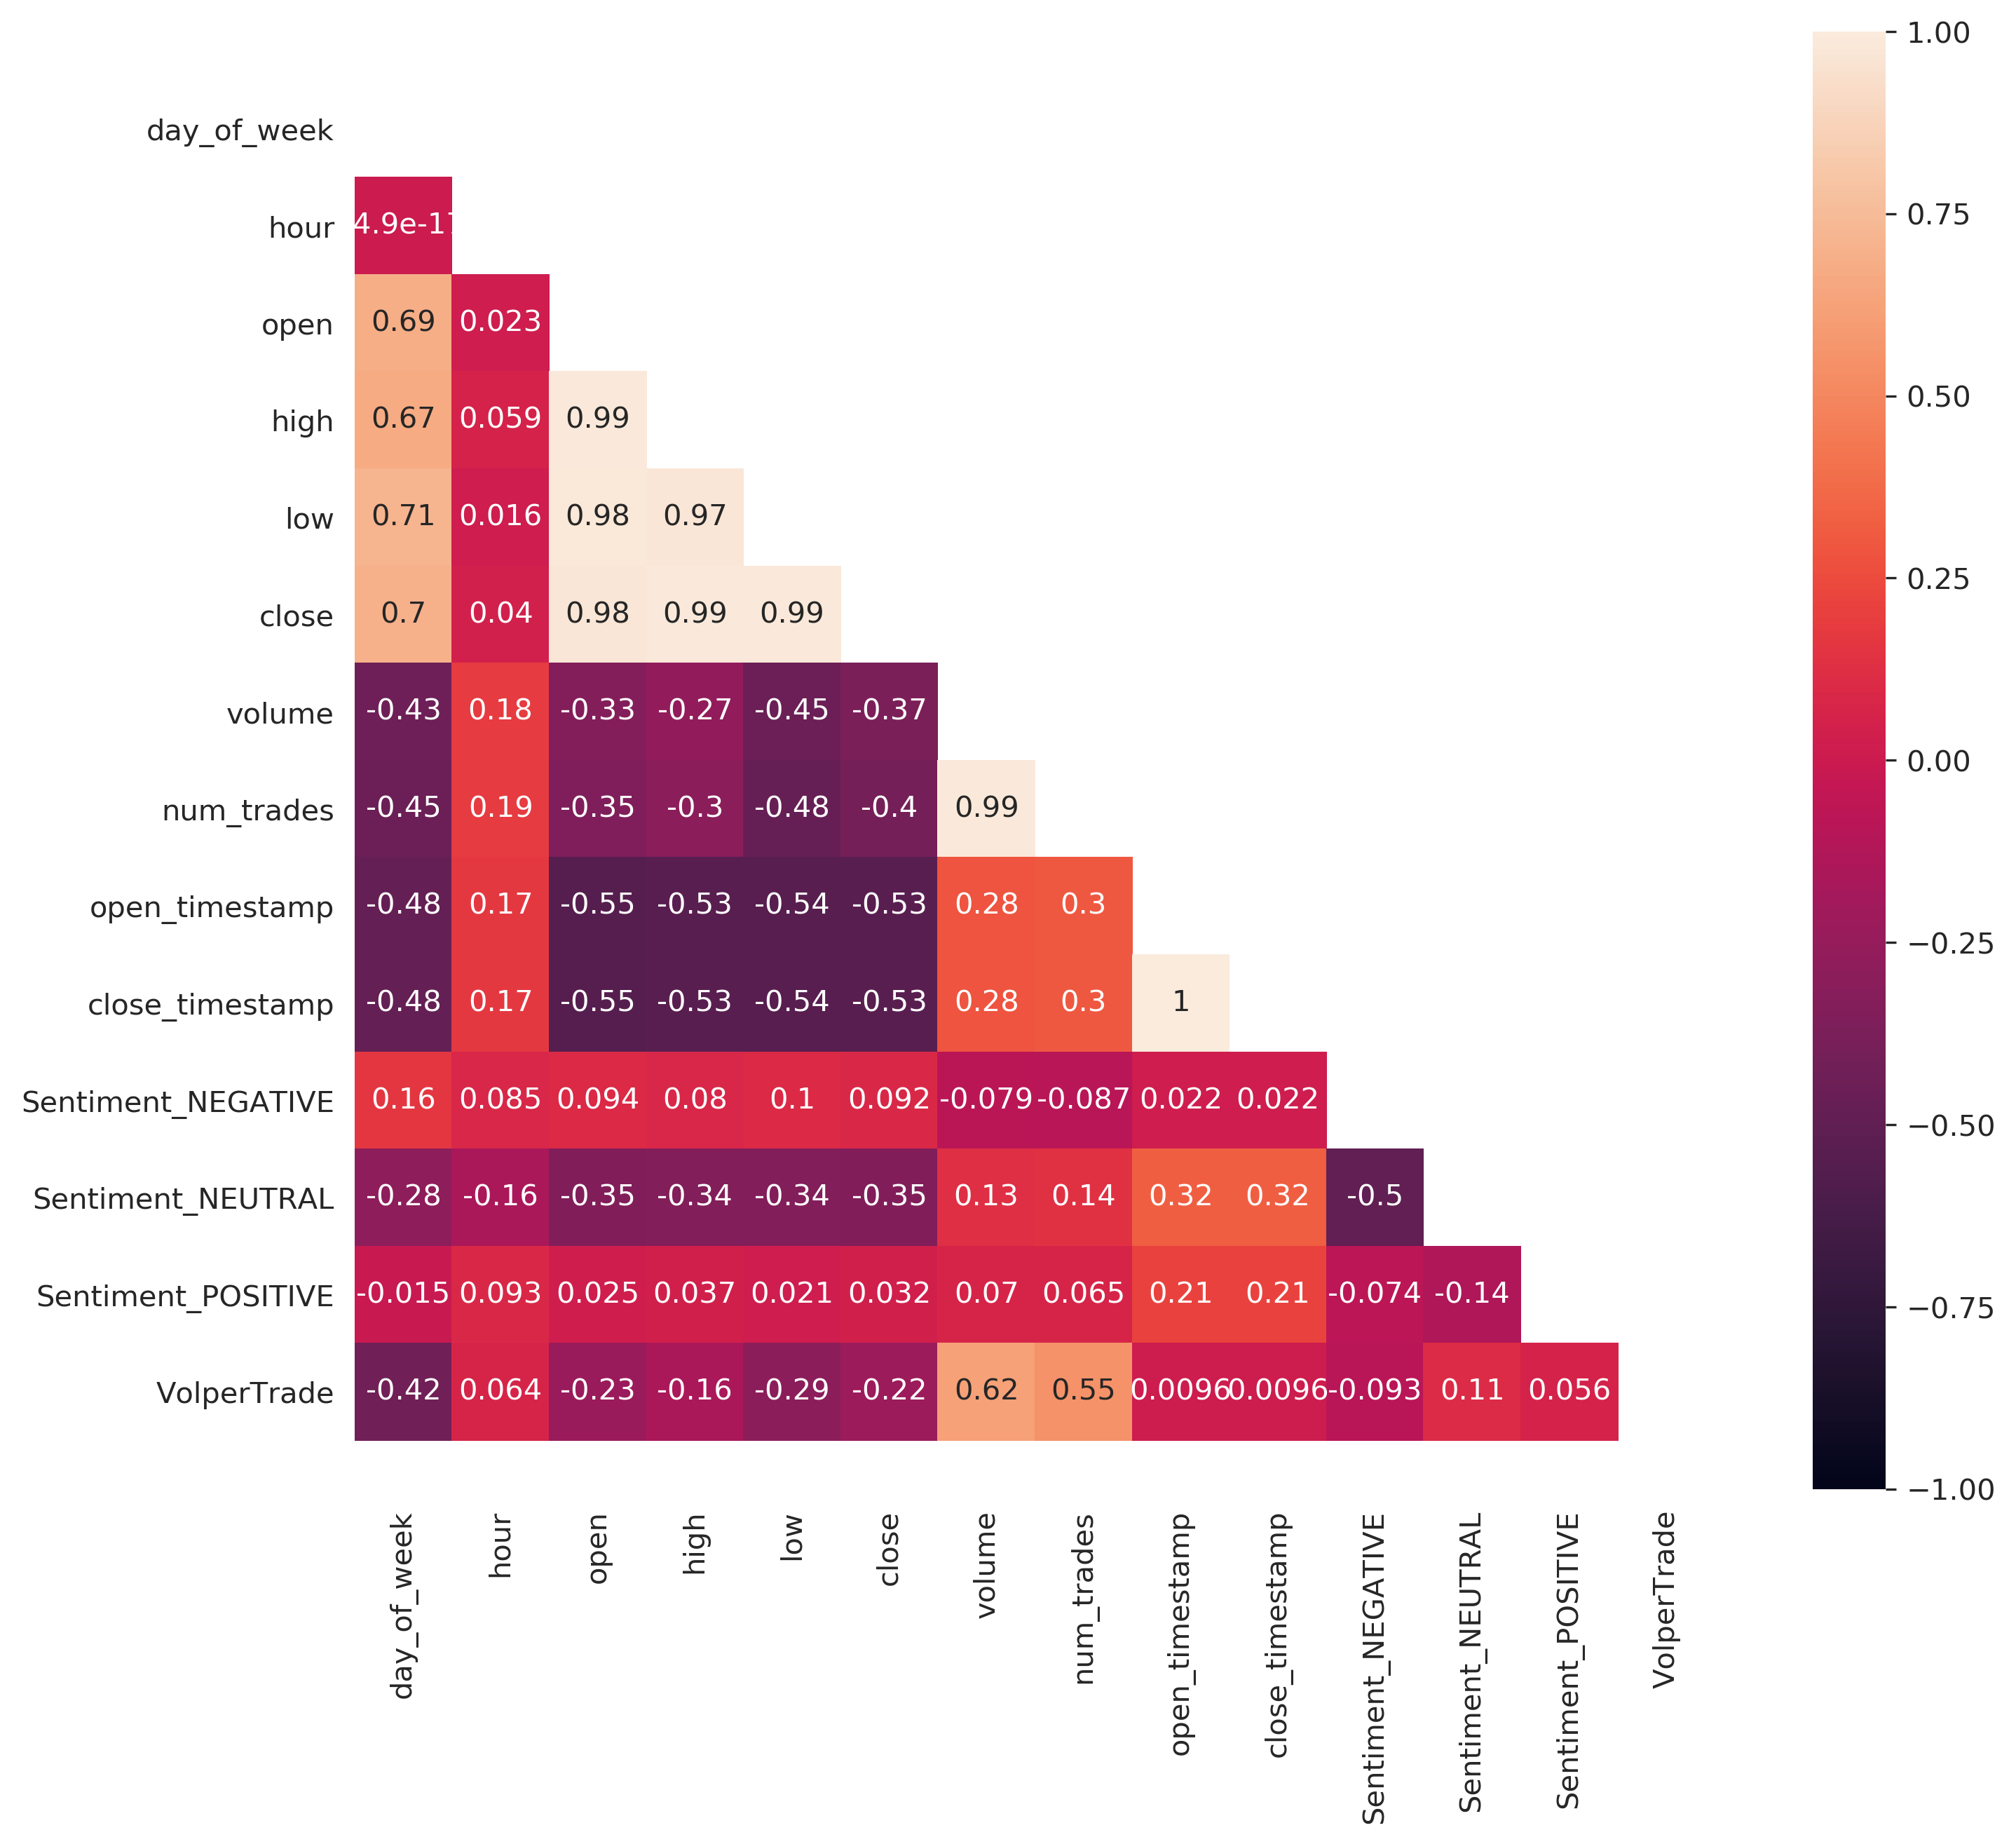 1.00
day_of_week
hour 4.9e-17
0.75
open 0.69 0.023
high 0.67 0.059 0.99
0.50
low 0.71 0.016 0.98 0.97
0.25
close 0.7 0.04 0.98 0.99 0.99
volume -0.43 0.18 -0.33 -0.27 -0.45 -0.37
0.00
num_trades -0.45 0.19 -0.35 -0.3 -0.48 -0.4 0.99
open_timestamp -0.48 0.17 -0.55 -0.53 -0.54 -0.53 0.28 0.3
−0.25
close_timestamp -0.48 0.17 -0.55 -0.53 -0.54 -0.53 0.28 0.3 1
Sentiment_NEGATIVE 0.16 0.085 0.094 0.08 0.1 0.092 -0.079 -0.087 0.022 0.022
−0.50
Sentiment_NEUTRAL -0.28 -0.16 -0.35 -0.34 -0.34 -0.35 0.13 0.14 0.32 0.32 -0.5
Sentiment_POSITIVE -0.015 0.093 0.025 0.037 0.021 0.032 0.07 0.065 0.21 0.21 -0.074 -0.14
−0.75
VolperTrade -0.42 0.064 -0.23 -0.16 -0.29 -0.22 0.62 0.55 0.0096 0.0096 -0.093 0.11 0.056
−1.00
day_of_week
hour
open
high
low
close
volume
num_trades
open_timestamp
close_timestamp
Sentiment_NEGATIVE
Sentiment_NEUTRAL
Sentiment_POSITIVE
VolperTrade